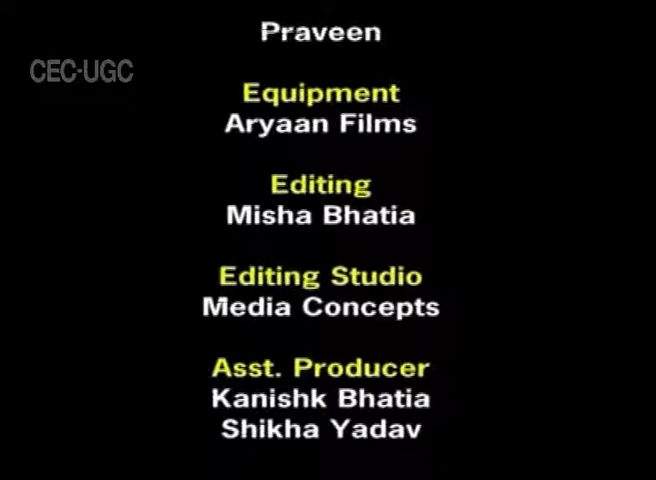 Praveen
CEC-UGC
Equipment
Aryaan Films
Editing
Misha Bhatia
Editing Studio
Media Concepts
Asst. Producer
Kanishk Bhatia
Shikha Yadav